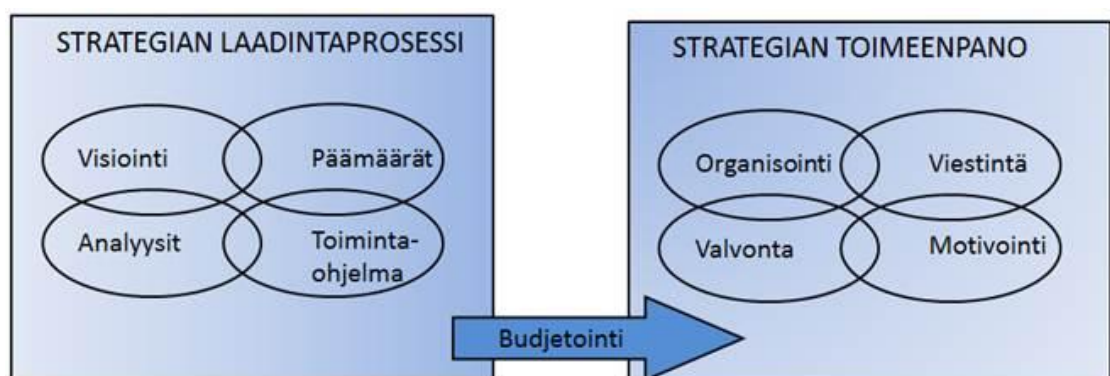 STRATEGIAN LAADINTAPROSESSI
Visiointi
Päämäärät
Analyysit
Toiminta-
ohjelma
Budjetointi
STRATEGIAN TOIMEENPANO
Organisointi
Viestintä
Valvonta
Motivointi